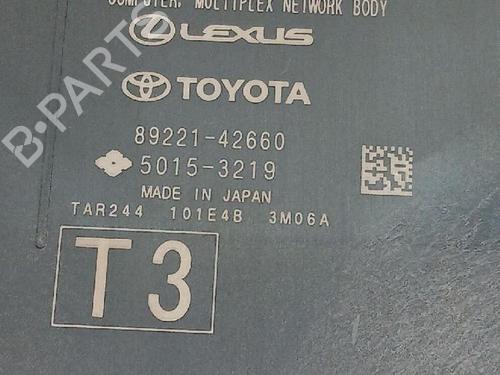 COMPUTER, MULTIPLEX NETWORK BODY
LEXUS
TOYOTA
89221-42660
5015-3219
MADE IN JAPAN
TAR244 101E4B 3M06A
T3
B-PARTS